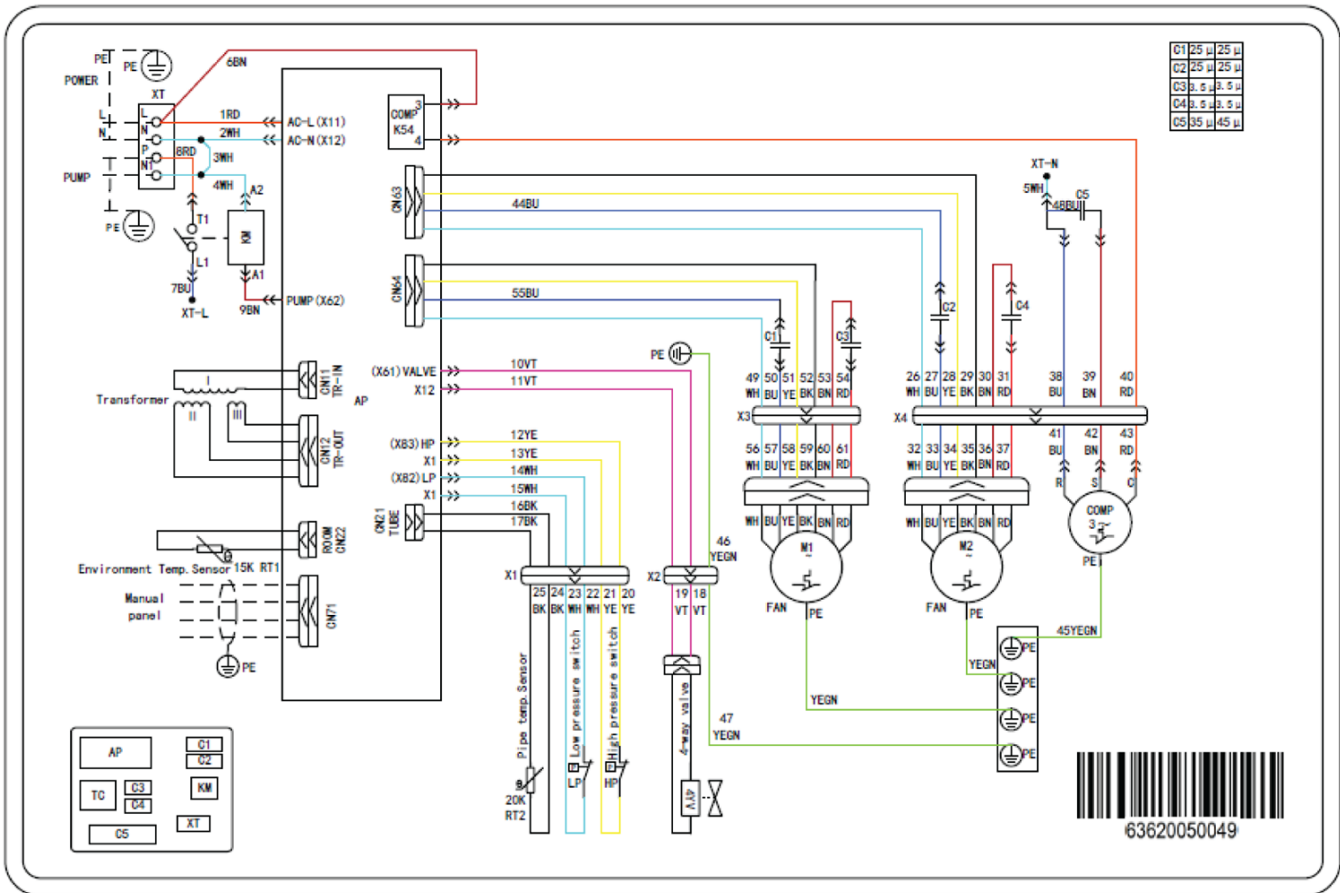 PE
PE
POWER
XT
L
N
PUMP
L
N
P
N1
PE
6BN
1RD
2WH
8RD
3WH
4WH
A2
T1
KM
L1
A1
7BU
XT-L
9BN
AC-L(X11)
AC-N(X12)
PUMP(X62)
COMP
K54
3
4
CN63
CN64
44BU
55BU
C1 25μ 25μ
C2 25μ 25μ
C3 3.5μ 3.5μ
C4 3.5μ 3.5μ
C5 35μ 45μ
XT-N
5WH
48BU
C5
C2
C4
C1
C3
PE
Transformer
I
II
III
CN11
TR-IN
CN12
TR-OUT
AP
(X61)VALVE
X12
10VT
11VT
(X83)HP
X1
(X82)LP
X1
12YE
13YE
14WH
15WH
16BK
17BK
CN21
TUBE
ROOM
CN22
Environment Temp.Sensor 15K RT1
θ
Manual
panel
CN71
PE
49 50 51 52 53 54
WH BU YE BK BN RD
X3
56 57 58 59 60 61
WH BU YE BK BN RD
WH BU YE BK BN RD
M1
~
FAN
PE
26 27 28 29 30 31
WH BU YE BK BN RD
38 39 40
BU BN RD
X4
32 33 34 35 36 37
WH BU YE BK BN RD
41 42 43
BU BN RD
WH BU YE BK BN RD
M2
~
FAN
PE
R S C
COMP
3~
PE
46
YEGN
X1
X2
25 24 23 22 21 20
BK BK WH WH YE YE
19 18
VT VT
Pipe temp.Sensor
Low pressure switch
High pressure switch
4-way valve
θ
20K
RT2
P
LP
P
HP
4YV
47
YEGN
45YEGN
YEGN
YEGN
PE
PE
PE
PE
AP
C1
C2
TC
C3
C4
KM
C5
XT
63620050049